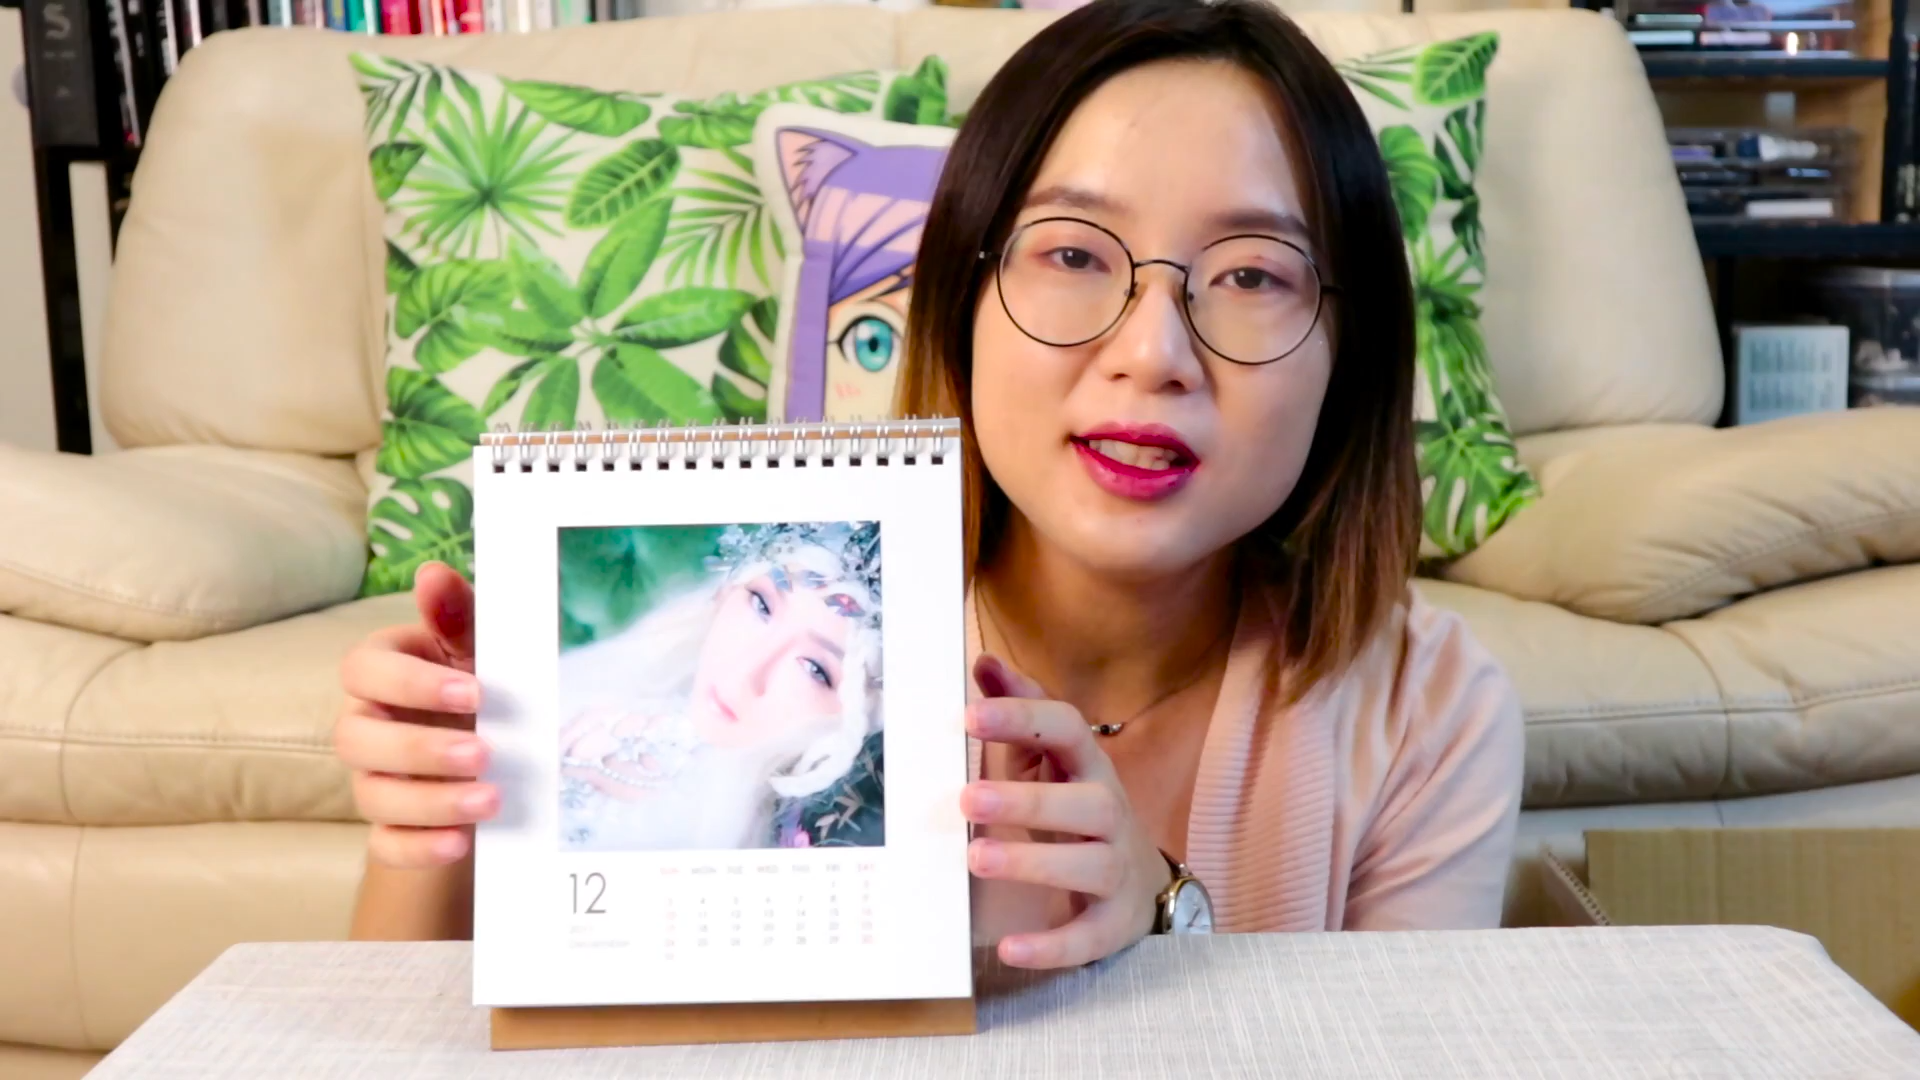 12
SUN MON TUE WED THU FRI SAT
1 2
3 4 5 6 7 8 9
2017 10 11 12 13 14 15 16
17 18 19 20 21 22 23
December 24 25 26 27 28 29 30
31